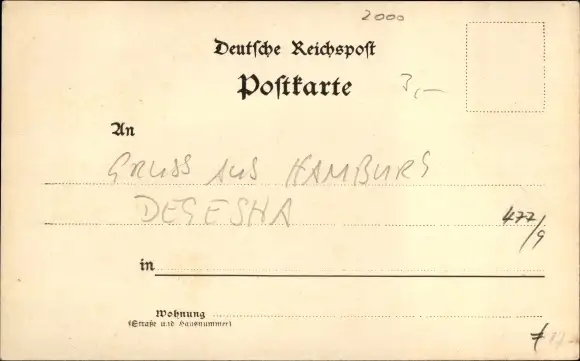 2000
Deutsche Reichspost
Postkarte
3,-
An
GRUSS AUS HAMBURG
DEGESHA
477/9
in
Wohnung
(Straße und Hausnummer)